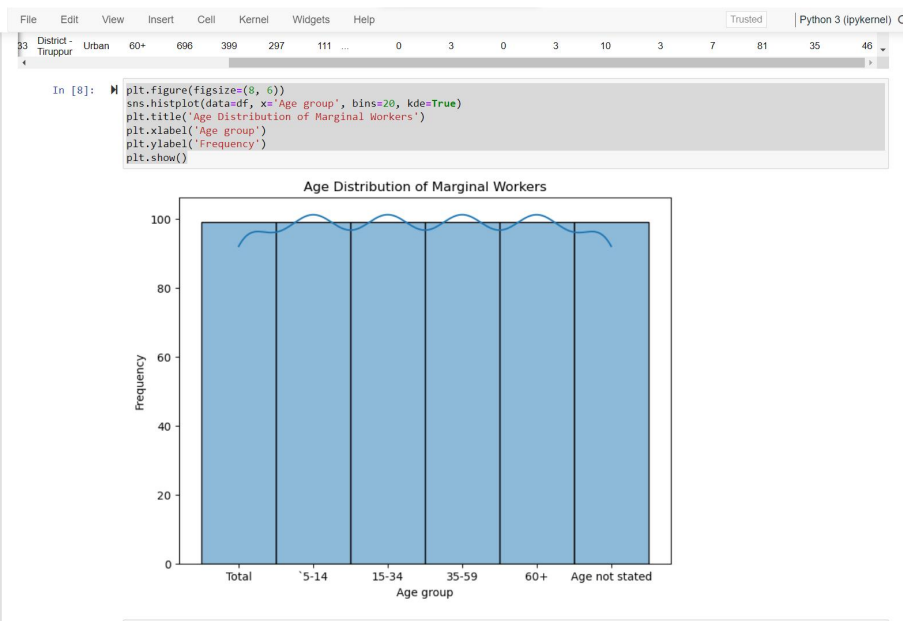 File Edit View Insert Cell Kernel Widgets Help Trusted Python 3 (ipykernel)
33 District - Tiruppur Urban 60+ 696 399 297 111 ... 0 3 0 3 10 3 7 81 35 46
In [8]: plt.figure(figsize=(8, 6))
sns.histplot(data=df, x='Age group', bins=20, kde=True)
plt.title('Age Distribution of Marginal Workers')
plt.xlabel('Age group')
plt.ylabel('Frequency')
plt.show()
Age Distribution of Marginal Workers
100
80
60
40
20
0
Frequency
Total `5-14 15-34 35-59 60+ Age not stated
Age group